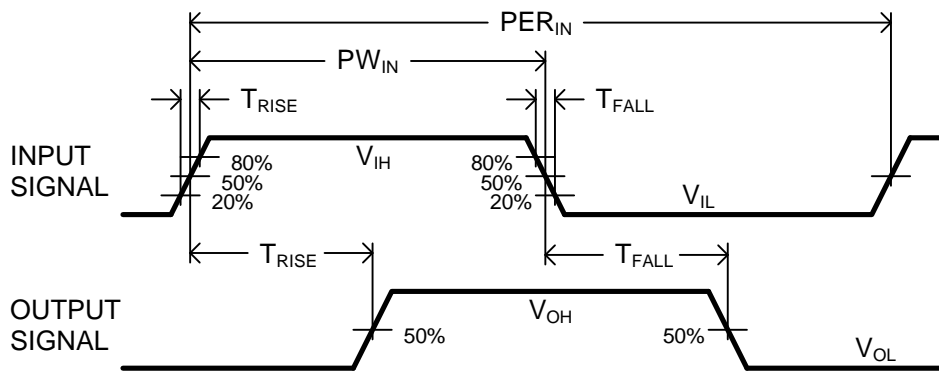 PER_IN
PW_IN
T_RISE T_FALL
INPUT
SIGNAL
V_IH
80% 80%
50% 50%
20% 20%
V_IL
T_RISE T_FALL
OUTPUT
SIGNAL
V_OH
50% 50%
V_OL